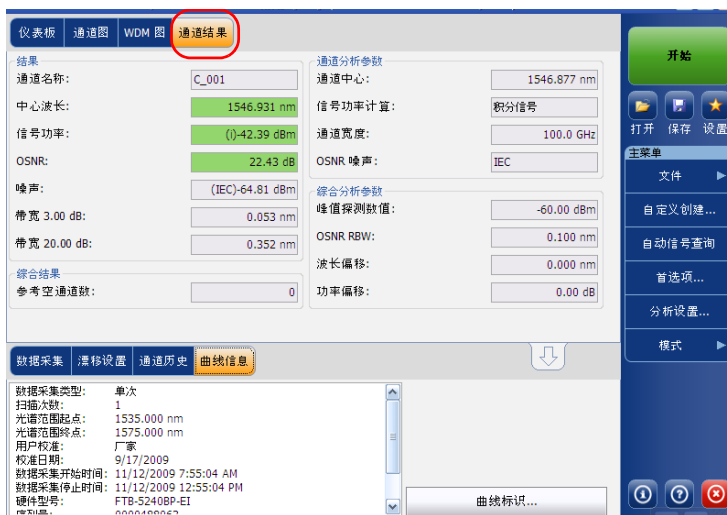 仪表板 通道图 WDM 图 通道结果
结果
通道名称: C_001
中心波长: 1546.931 nm
信号功率: (i)-42.39 dBm
OSNR: 22.43 dB
噪声: (IEC)-64.81 dBm
带宽 3.00 dB: 0.053 nm
带宽 20.00 dB: 0.352 nm
综合结果
参考空通道数: 0
通道分析参数
通道中心: 1546.877 nm
信号功率计算: 积分信号
通道宽度: 100.0 GHz
OSNR 噪声: IEC
综合分析参数
峰值探测数值: -60.00 dBm
OSNR RBW: 0.100 nm
波长偏移: 0.000 nm
功率偏移: 0.00 dB
数据采集 漂移设置 通道历史 曲线信息
数据采集类型: 单次
扫描次数: 1
光谱范围起点: 1535.000 nm
光谱范围终点: 1575.000 nm
用户校准: 厂家
校准日期: 9/17/2009
数据采集开始时间: 11/12/2009 7:55:04 AM
数据采集停止时间: 11/12/2009 12:55:04 PM
硬件型号: FTB-5240BP-EI
曲线标识...
开始
打开 保存 设置
主菜单
文件
自定义创建...
自动信号查询
首选项...
分析设置...
模式